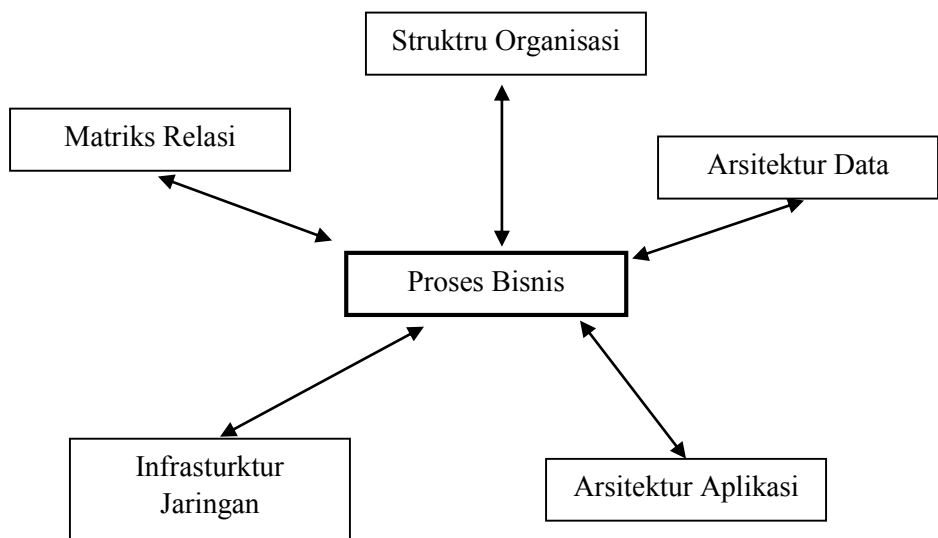 Struktru Organisasi
Matriks Relasi
Arsitektur Data
Proses Bisnis
Infrasturktur
Jaringan
Arsitektur Aplikasi